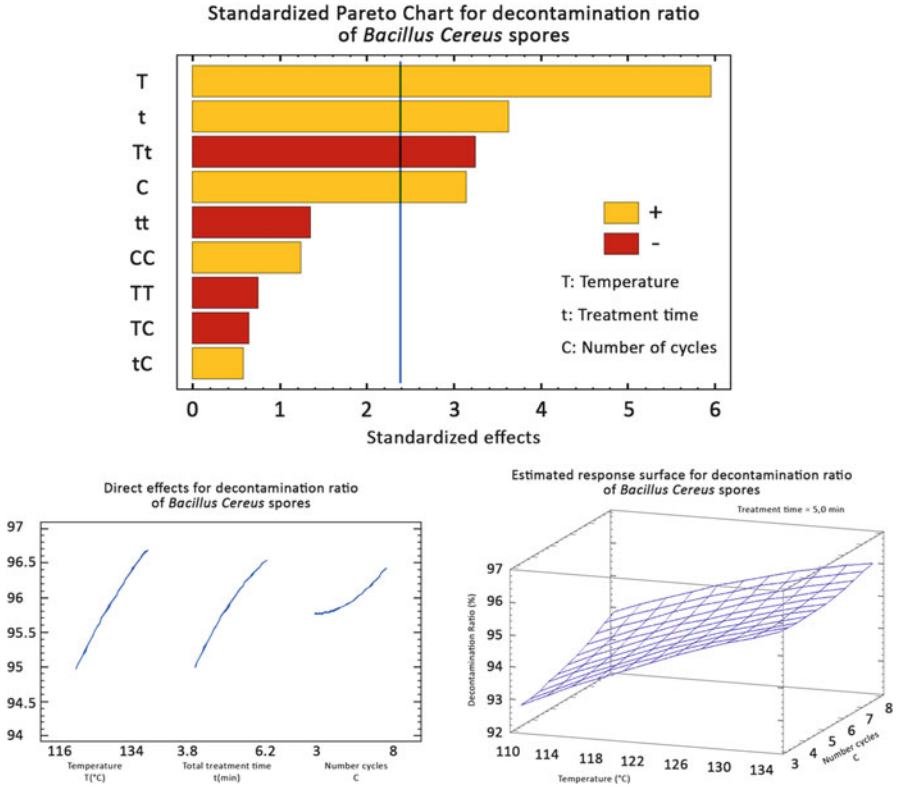 Standardized Pareto Chart for decontamination ratio
of Bacillus Cereus spores
T
t
Tt
C
tt
CC
TT
TC
tC
+
-
T: Temperature
t: Treatment time
C: Number of cycles
0 1 2 3 4 5 6
Standardized effects
Direct effects for decontamination ratio
of Bacillus Cereus spores
97
96.5
96
95.5
95
94.5
94
116 134 3.8 6.2 3 8
Temperature Total treatment time Number cycles
T(°C) t(min) C
Estimated response surface for decontamination ratio
of Bacillus Cereus spores
Treatment time = 5,0 min
Decontamination Ratio (%)
97
96
95
94
93
92
110 114 118 122 126 130 134
Temperature (°C)
3 4 5 6 7 8
Number cycles
C